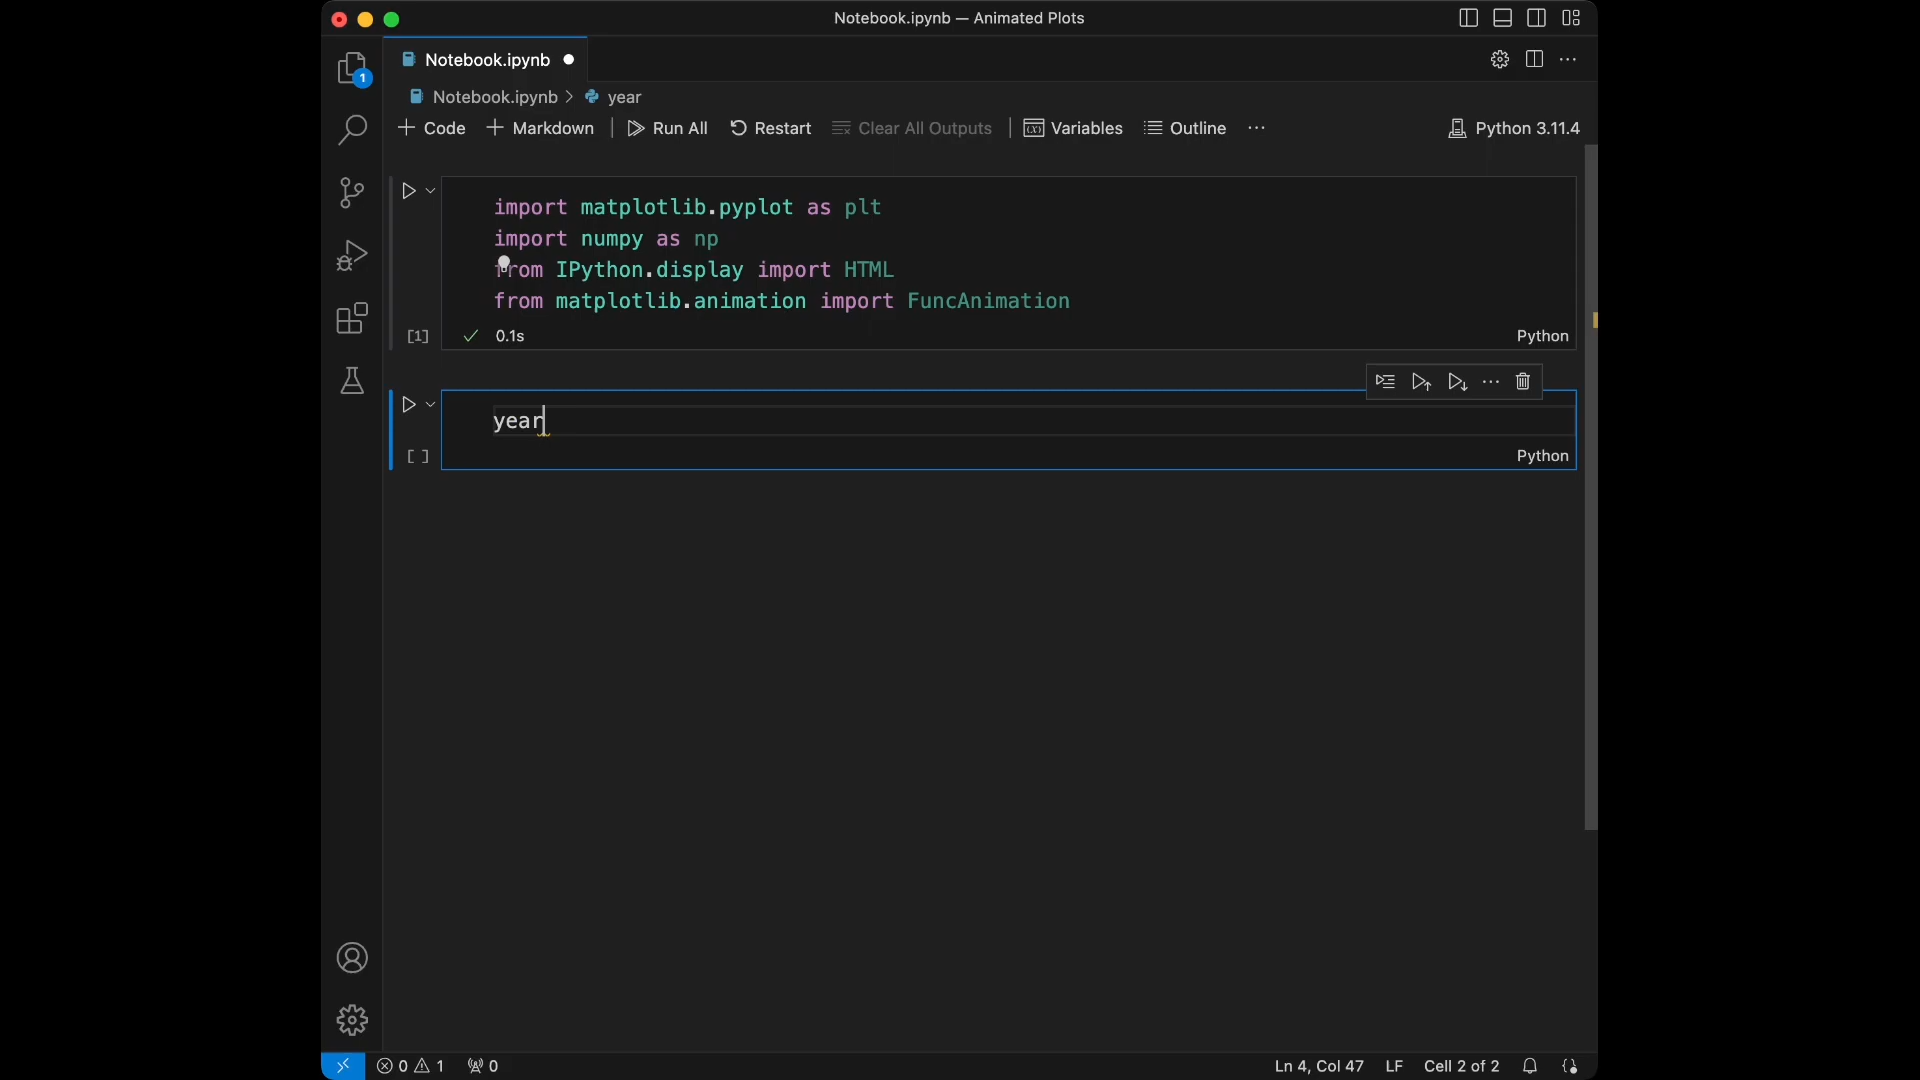 Notebook.ipynb — Animated Plots
1
Notebook.ipynb
Notebook.ipynb > year
Code Markdown Run All Restart Clear All Outputs Variables Outline ... Python 3.11.4
import matplotlib.pyplot as plt
import numpy as np
from IPython.display import HTML
from matplotlib.animation import FuncAnimation
[1] 0.1s Python
year
[ ] Python
0 1 0 Ln 4, Col 47 LF Cell 2 of 2